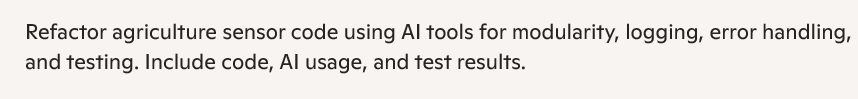 Refactor agriculture sensor code using AI tools for modularity, logging, error handling,
and testing. Include code, AI usage, and test results.